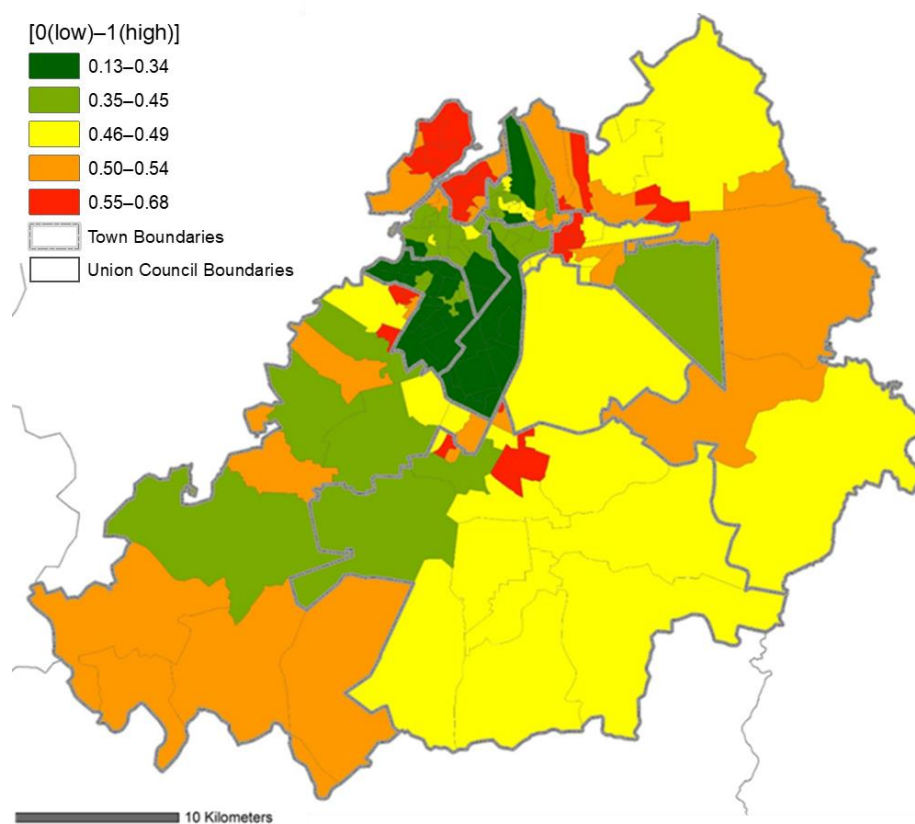 [0(low)–1(high)]
0.13–0.34
0.35–0.45
0.46–0.49
0.50–0.54
0.55–0.68
Town Boundaries
Union Council Boundaries
10 Kilometers